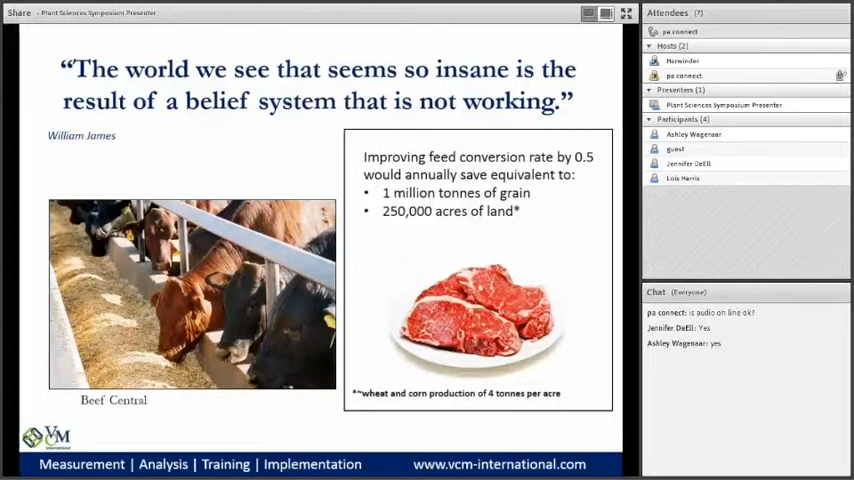 Share - Plant Sciences Symposium Presenter
“The world we see that seems so insane is the
result of a belief system that is not working.”
William James
Improving feed conversion rate by 0.5
would annually save equivalent to:
• 1 million tonnes of grain
• 250,000 acres of land*
*~wheat and corn production of 4 tonnes per acre
Beef Central
VCM
International
Measurement | Analysis | Training | Implementation
www.vcm-international.com
Attendees (7)
pa connect
Hosts (2)
Harwinder
pa connect
Presenters (1)
Plant Sciences Symposium Presenter
Participants (4)
Ashley Wagenaar
guest
Jennifer DeEll
Lois Harris
Chat (Everyone)
pa connect: is audio on line ok?
Jennifer DeEll: Yes
Ashley Wagenaar: yes